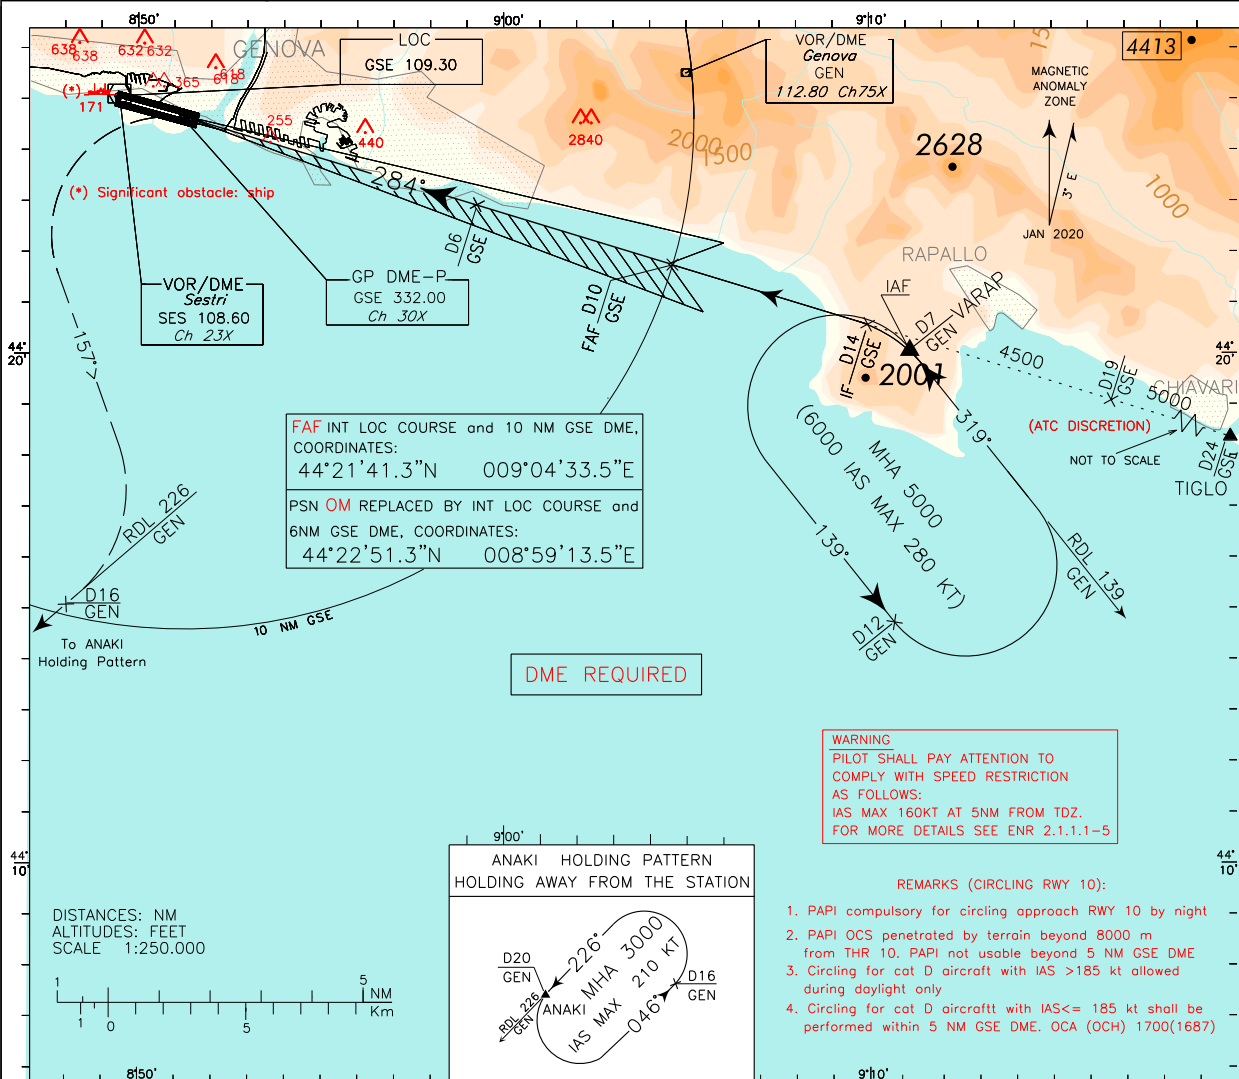 8°50'
9°00'
9°10'
638
638
632
632
618
618
365
GENOVA
LOC
GSE 109.30
VOR/DME
Genova
GEN
112.80 Ch75X
4413
MAGNETIC
ANOMALY
ZONE
3° E
JAN 2020
(*)
171
255
440
2840
2000
1500
2628
1000
284°
(*) Significant obstacle: ship
D6
GSE
VOR/DME
Sestri
SES 108.60
Ch 23X
GP DME-P
GSE 332.00
Ch 30X
FAF D10
GSE
RAPALLO
IAF
D7
GEN
VARAP
157°
44°
20'
44°
20'
IF D14
GSE
2001
4500
D19
GSE
5000
CHIAVARI
(ATC DISCRETION)
NOT TO SCALE
D24
GSE
TIGLO
319°
MHA 5000
(6000 IAS MAX 280 KT)
139°
RDL 139
GEN
D12
GEN
FAF INT LOC COURSE and 10 NM GSE DME,
COORDINATES:
44°21'41.3"N 009°04'33.5"E
PSN OM REPLACED BY INT LOC COURSE and
6NM GSE DME, COORDINATES:
44°22'51.3"N 008°59'13.5"E
RDL 226
GEN
D16
GEN
To ANAKI
Holding Pattern
10 NM GSE
DME REQUIRED
WARNING
PILOT SHALL PAY ATTENTION TO
COMPLY WITH SPEED RESTRICTION
AS FOLLOWS:
IAS MAX 160KT AT 5NM FROM TDZ.
FOR MORE DETAILS SEE ENR 2.1.1.1-5
44°
10'
44°
10'
9°00'
ANAKI HOLDING PATTERN
HOLDING AWAY FROM THE STATION
226°
MHA 3000
IAS MAX 210 KT
046°
D20
GEN
ANAKI
RDL 226
GEN
D16
GEN
REMARKS (CIRCLING RWY 10):
1. PAPI compulsory for circling approach RWY 10 by night
2. PAPI OCS penetrated by terrain beyond 8000 m
from THR 10. PAPI not usable beyond 5 NM GSE DME
3. Circling for cat D aircraft with IAS >185 kt allowed
during daylight only
4. Circling for cat D aircraftt with IAS<= 185 kt shall be
performed within 5 NM GSE DME. OCA (OCH) 1700(1687)
DISTANCES: NM
ALTITUDES: FEET
SCALE 1:250.000
1
5
NM
Km
1
0
5
8°50'
9°10'